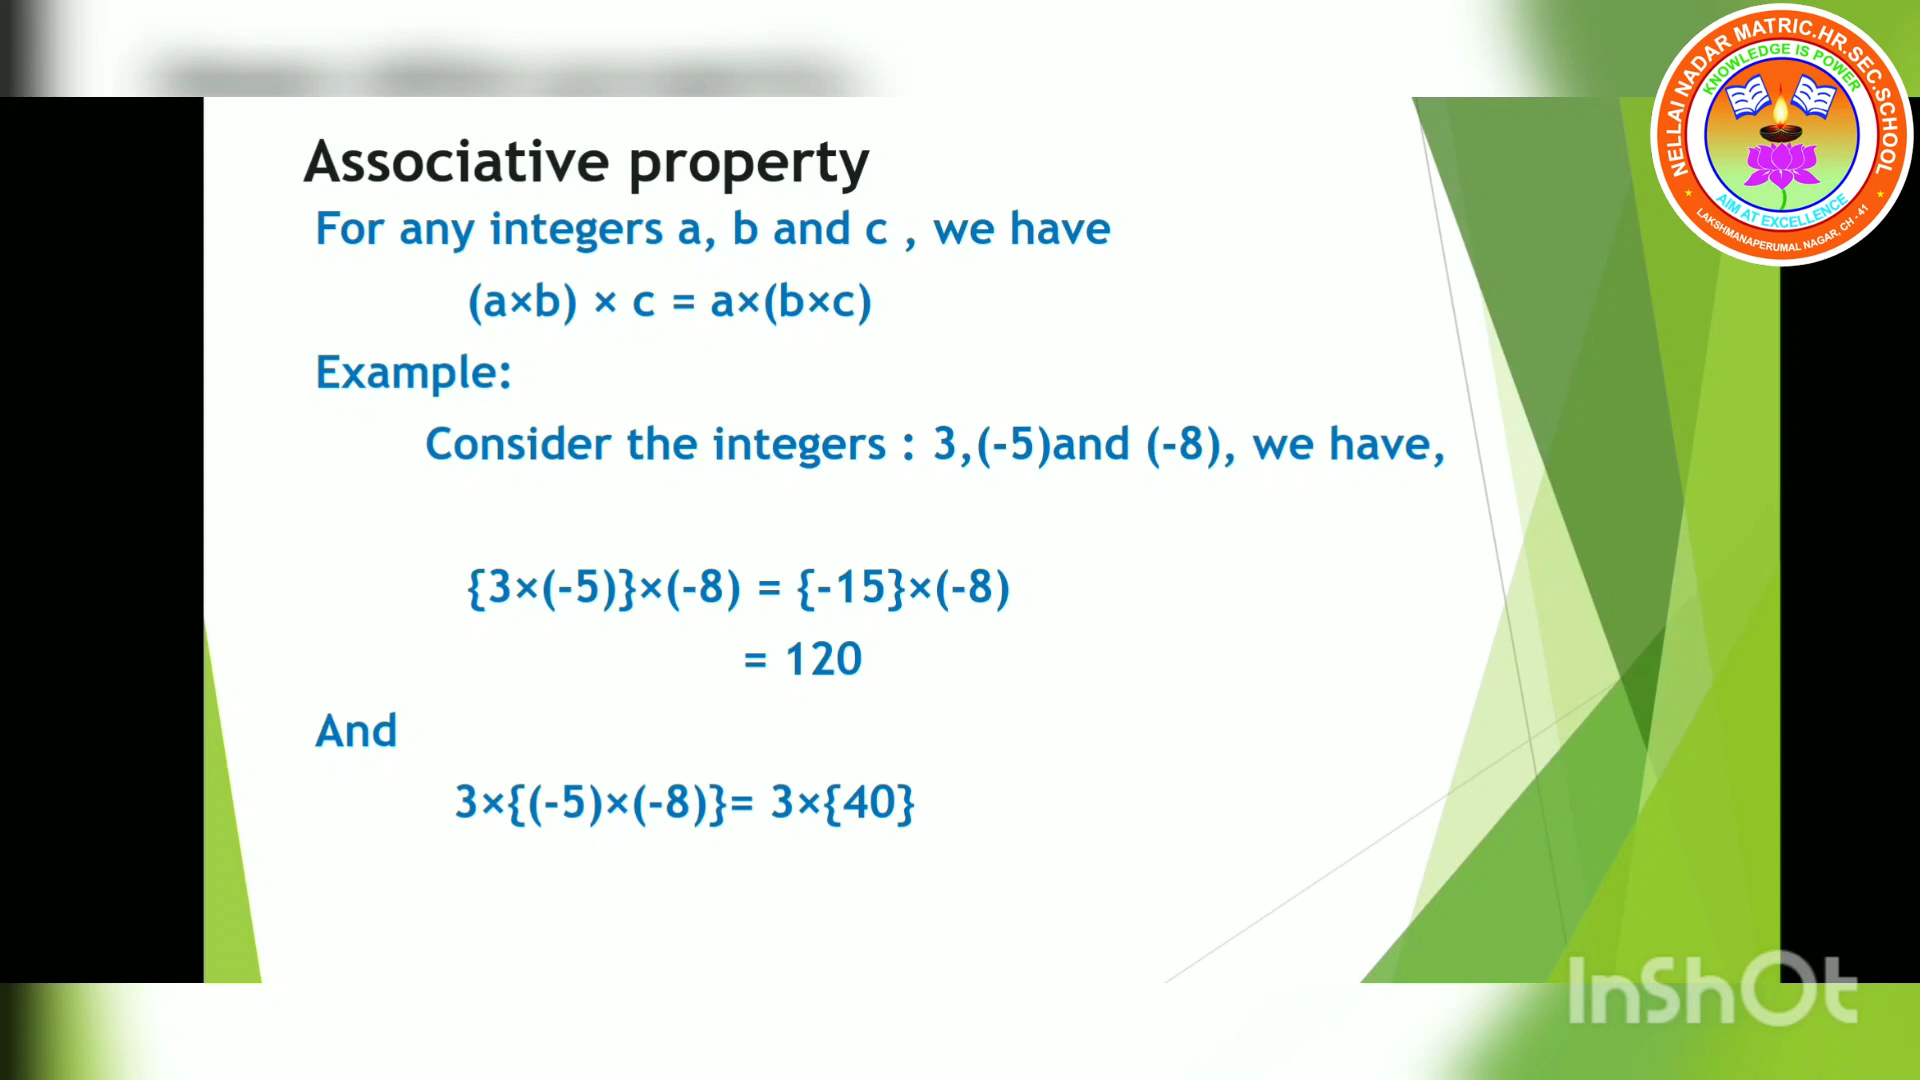 Associative property
For any integers a, b and c , we have
(a×b) × c = a×(b×c)
Example:
Consider the integers : 3,(-5)and (-8), we have,
{3×(-5)}×(-8) = {-15}×(-8)
= 120
And
3×{(-5)×(-8)}= 3×{40}
NELLAI NADAR MATRIC.HR.SEC.SCHOOL
KNOWLEDGE IS POWER
AIM AT EXCELLENCE
LAKSHMANAPERUMAL NAGAR, CH - 41
InShOt